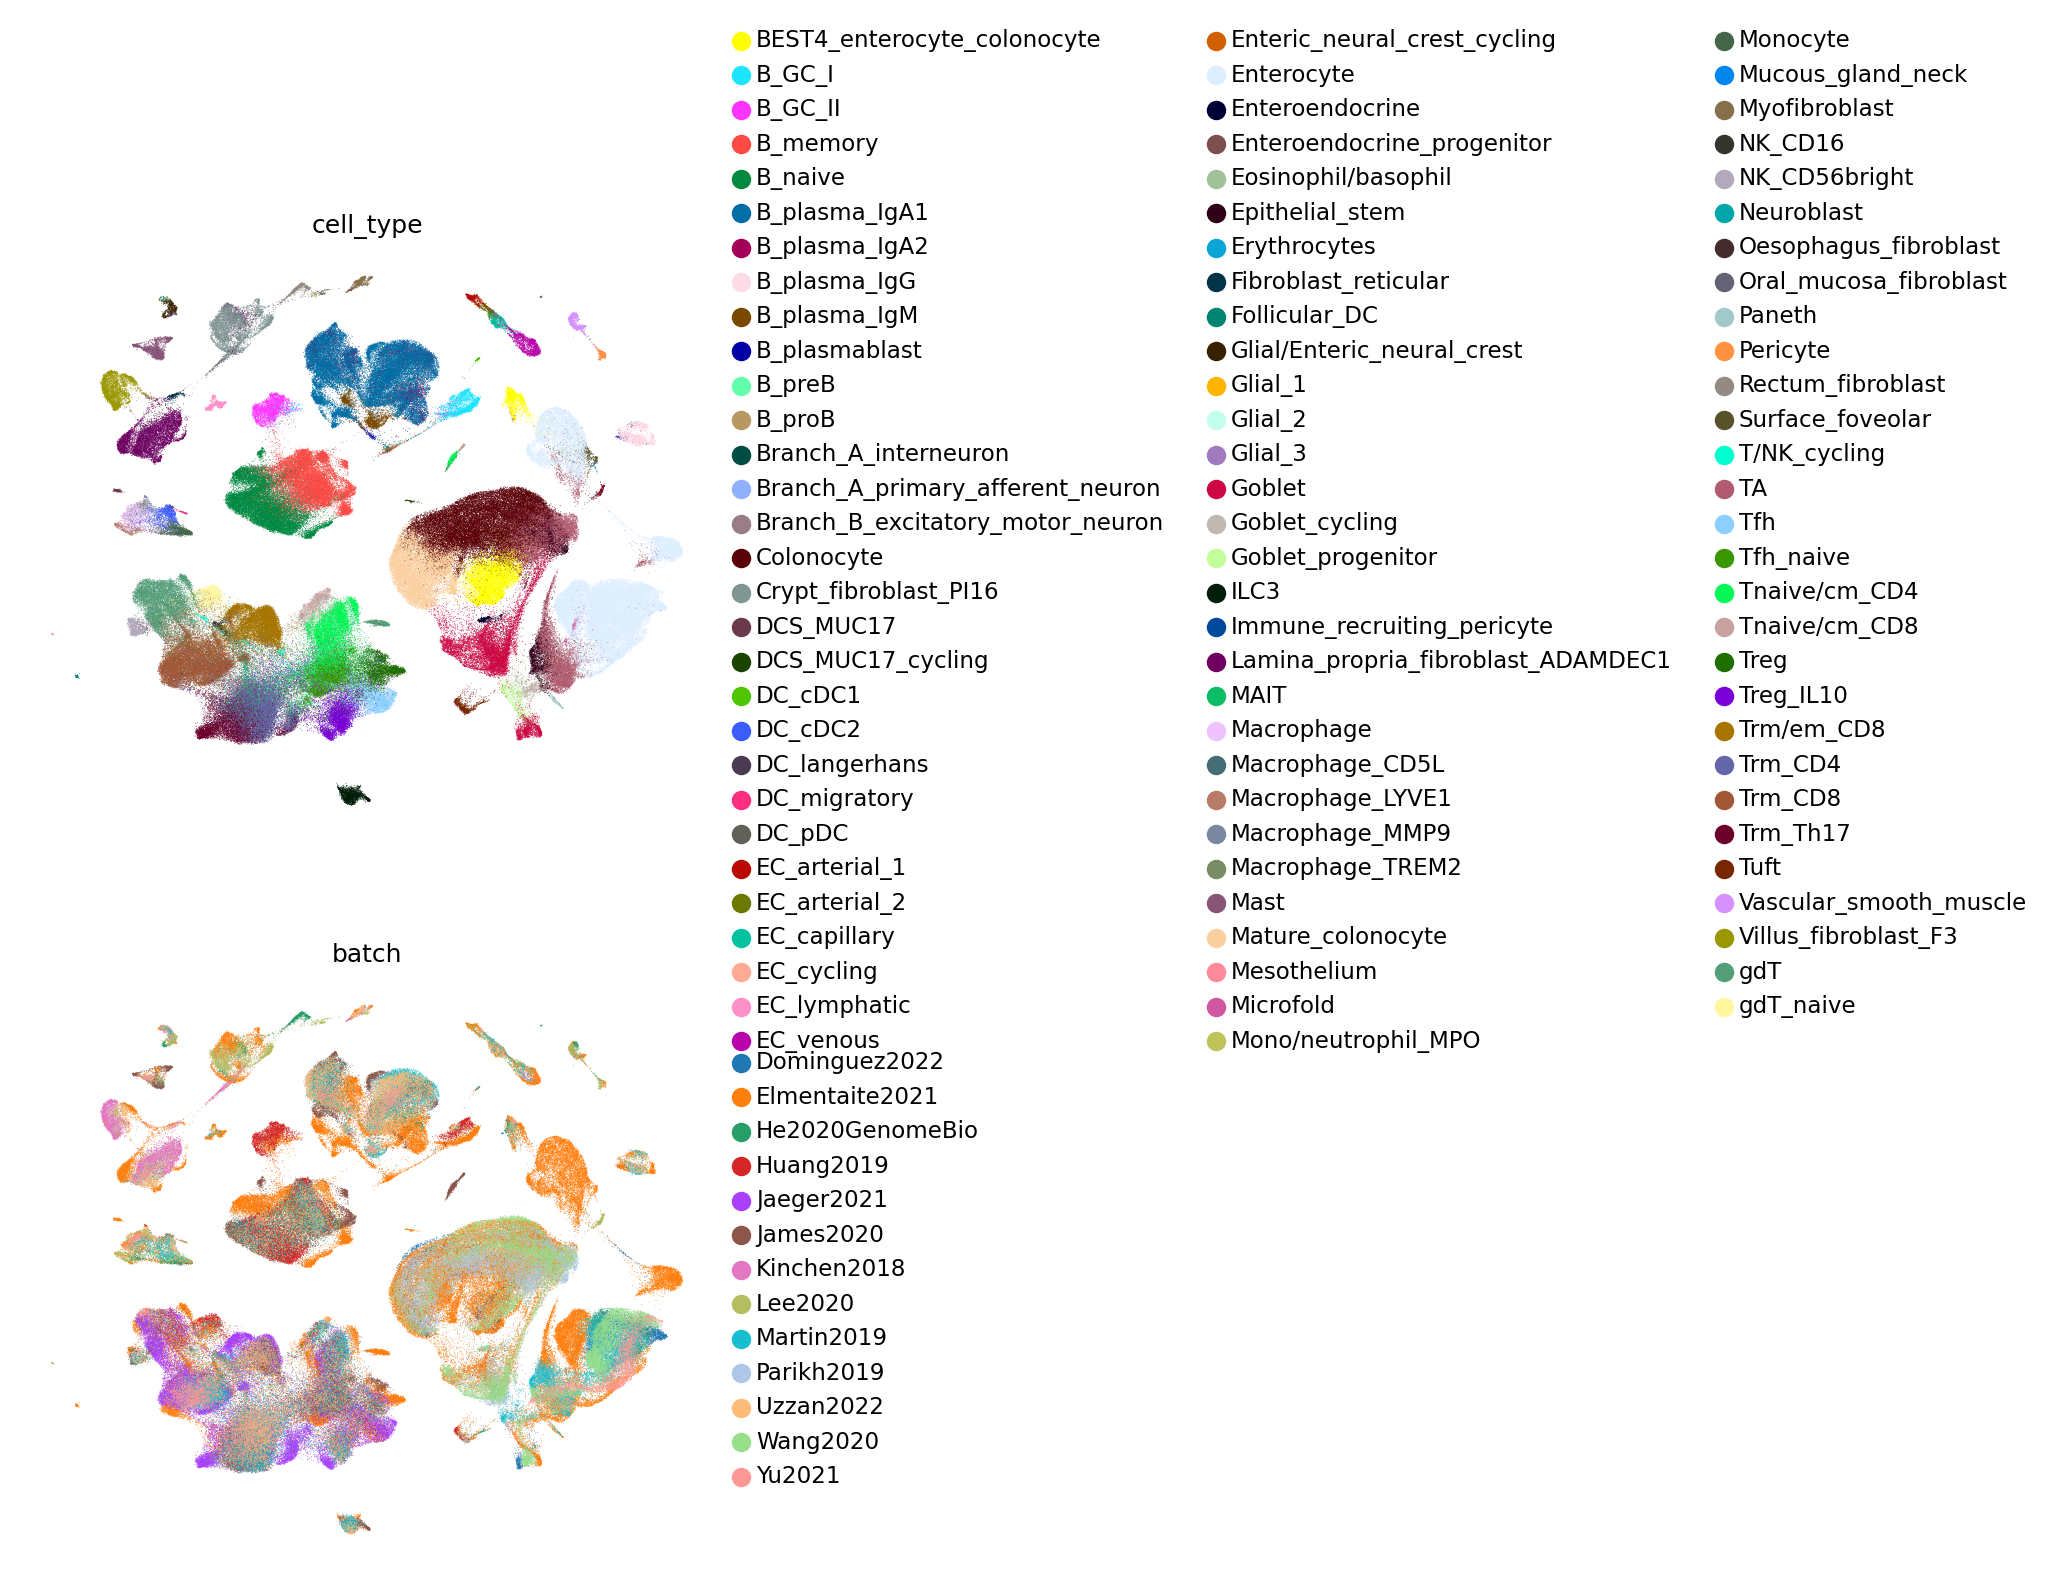 cell_type
BEST4_enterocyte_colonocyte
B_GC_I
B_GC_II
B_memory
B_naive
B_plasma_IgA1
B_plasma_IgA2
B_plasma_IgG
B_plasma_IgM
B_plasmablast
B_preB
B_proB
Branch_A_interneuron
Branch_A_primary_afferent_neuron
Branch_B_excitatory_motor_neuron
Colonocyte
Crypt_fibroblast_PI16
DCS_MUC17
DCS_MUC17_cycling
DC_cDC1
DC_cDC2
DC_langerhans
DC_migratory
DC_pDC
EC_arterial_1
EC_arterial_2
EC_capillary
EC_cycling
EC_lymphatic
EC_venous
Enteric_neural_crest_cycling
Enterocyte
Enteroendocrine
Enteroendocrine_progenitor
Eosinophil/basophil
Epithelial_stem
Erythrocytes
Fibroblast_reticular
Follicular_DC
Glial/Enteric_neural_crest
Glial_1
Glial_2
Glial_3
Goblet
Goblet_cycling
Goblet_progenitor
ILC3
Immune_recruiting_pericyte
Lamina_propria_fibroblast_ADAMDEC1
MAIT
Macrophage
Macrophage_CD5L
Macrophage_LYVE1
Macrophage_MMP9
Macrophage_TREM2
Mast
Mature_colonocyte
Mesothelium
Microfold
Mono/neutrophil_MPO
Monocyte
Mucous_gland_neck
Myofibroblast
NK_CD16
NK_CD56bright
Neuroblast
Oesophagus_fibroblast
Oral_mucosa_fibroblast
Paneth
Pericyte
Rectum_fibroblast
Surface_foveolar
T/NK_cycling
TA
Tfh
Tfh_naive
Tnaive/cm_CD4
Tnaive/cm_CD8
Treg
Treg_IL10
Trm/em_CD8
Trm_CD4
Trm_CD8
Trm_Th17
Tuft
Vascular_smooth_muscle
Villus_fibroblast_F3
gdT
gdT_naive
batch
Dominguez2022
Elmentaite2021
He2020GenomeBio
Huang2019
Jaeger2021
James2020
Kinchen2018
Lee2020
Martin2019
Parikh2019
Uzzan2022
Wang2020
Yu2021